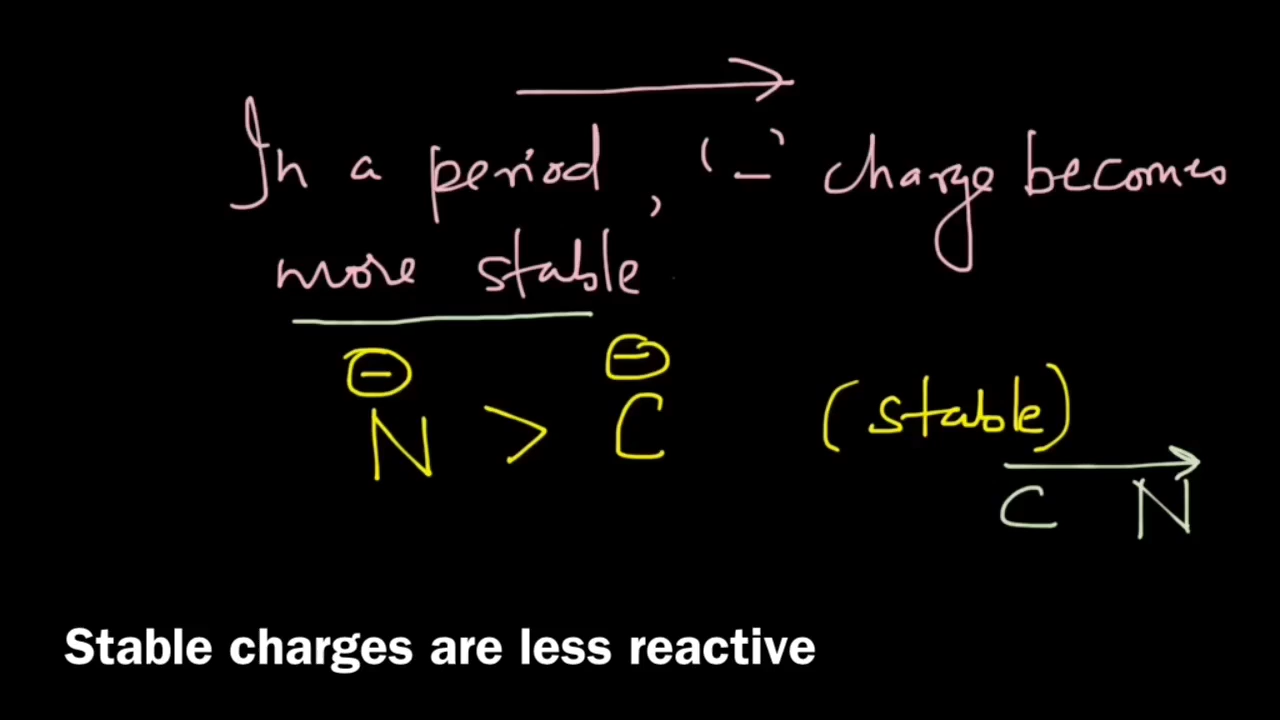 In a period, '-' charge becomes
more stable
⊖ ⊖
N > C (stable)
C N
Stable charges are less reactive